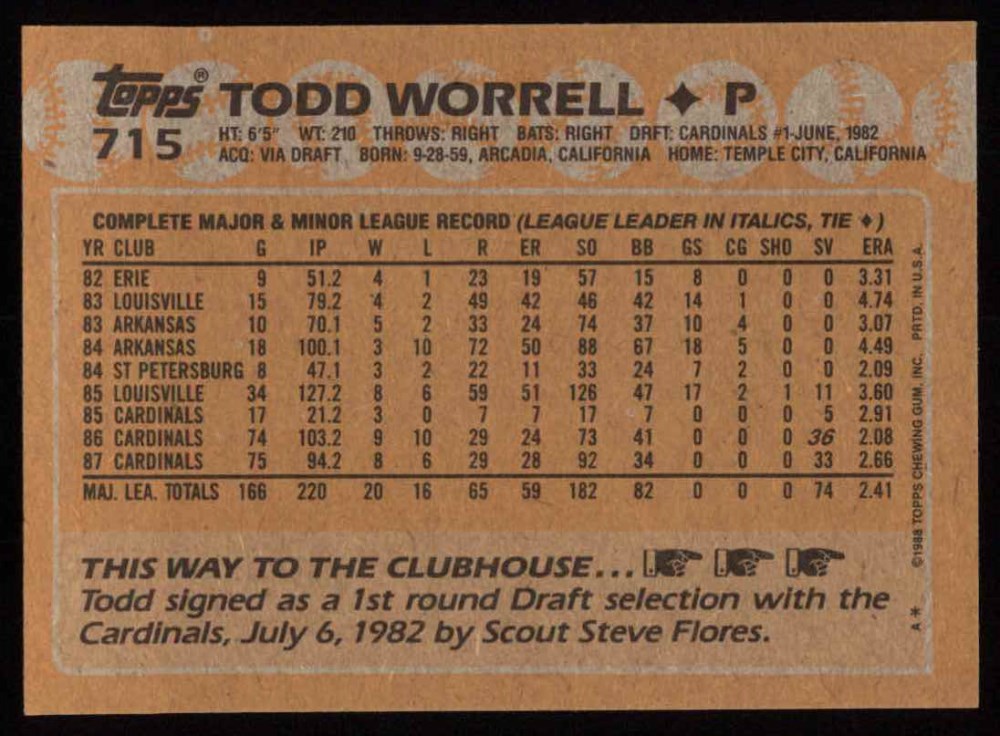 topps® TODD WORRELL ♦ P
715 HT: 6'5" WT: 210 THROWS: RIGHT BATS: RIGHT DRFT: CARDINALS #1-JUNE, 1982
ACQ: VIA DRAFT BORN: 9-28-59, ARCADIA, CALIFORNIA HOME: TEMPLE CITY, CALIFORNIA
COMPLETE MAJOR & MINOR LEAGUE RECORD (LEAGUE LEADER IN ITALICS, TIE ♦)
YR CLUB G IP W L R ER SO BB GS CG SHO SV ERA
82 ERIE 9 51.2 4 1 23 19 57 15 8 0 0 0 3.31
83 LOUISVILLE 15 79.2 4 2 49 42 46 42 14 1 0 0 4.74
83 ARKANSAS 10 70.1 5 2 33 24 74 37 10 4 0 0 3.07
84 ARKANSAS 18 100.1 3 10 72 50 88 67 18 5 0 0 4.49
84 ST PETERSBURG 8 47.1 3 2 22 11 33 24 7 2 0 0 2.09
85 LOUISVILLE 34 127.2 8 6 59 51 126 47 17 2 1 11 3.60
85 CARDINALS 17 21.2 3 0 7 7 17 7 0 0 0 5 2.91
86 CARDINALS 74 103.2 9 10 29 24 73 41 0 0 0 36 2.08
87 CARDINALS 75 94.2 8 6 29 28 92 34 0 0 0 33 2.66
MAJ. LEA. TOTALS 166 220 20 16 65 59 182 82 0 0 0 74 2.41
THIS WAY TO THE CLUBHOUSE...
Todd signed as a 1st round Draft selection with the
Cardinals, July 6, 1982 by Scout Steve Flores.
A* ©1988 TOPPS CHEWING GUM, INC. PRTD. IN U.S.A.